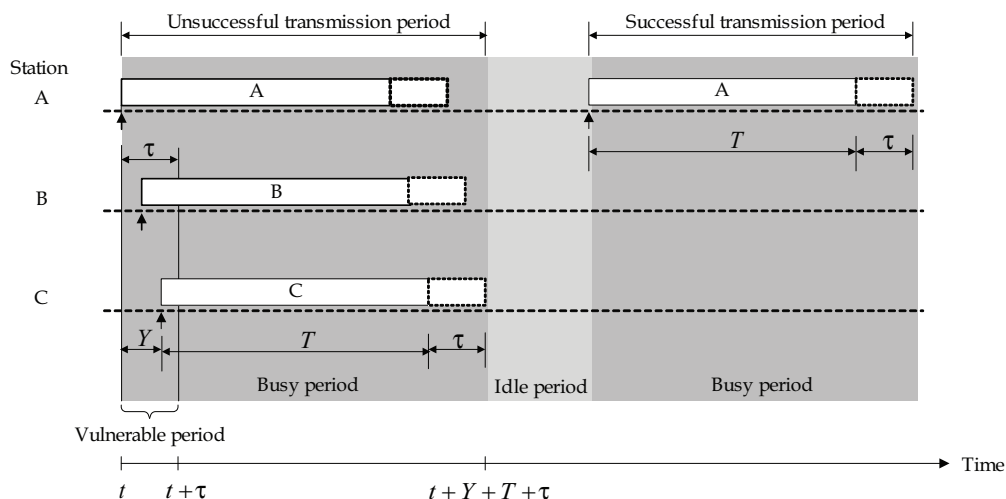 Unsuccessful transmission period
Successful transmission period
Station
A
A
A
τ
T
τ
B
B
C
C
Y
T
τ
Busy period
Idle period
Busy period
Vulnerable period
Time
t
t + τ
t + Y + T + τ